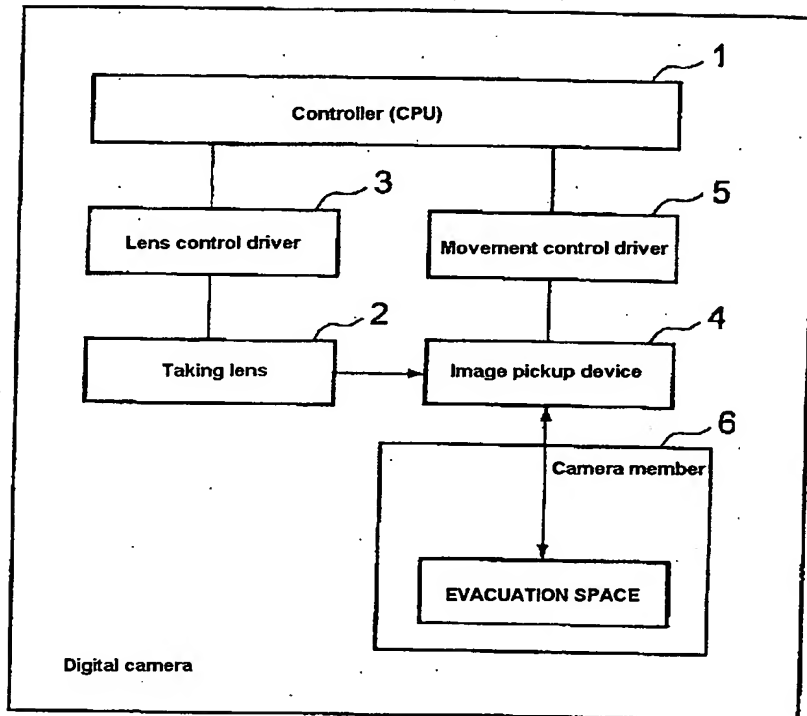 1
Controller (CPU)
3
5
Lens control driver
Movement control driver
2
4
Taking lens
Image pickup device
6
Camera member
EVACUATION SPACE
Digital camera